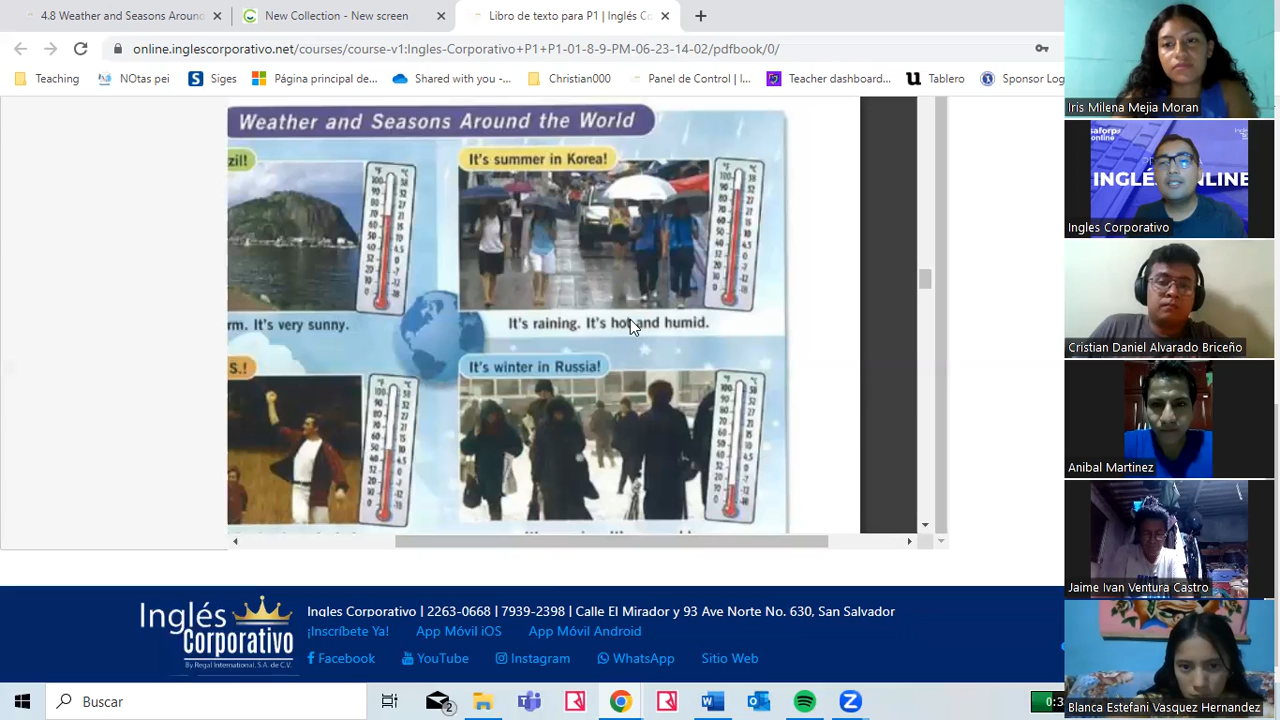 4.8 Weather and Seasons Around
New Collection - New screen
Libro de texto para P1 | Inglés Co
online.inglescorporativo.net/courses/course-v1:Ingles-Corporativo+P1+P1-01-8-9-PM-06-23-14-02/pdfbook/0/
Teaching
NOtas pei
Siges
Página principal de...
Shared with you -...
Christian000
Panel de Control | I...
Teacher dashboard...
Tablero
Sponsor Log
Weather and Seasons Around the World
zil!
It's summer in Korea!
rm. It's very sunny.
It's raining. It's hot and humid.
S.!
It's winter in Russia!
Inglés
Corporativo
By Regal International, S.A. de C.V.
Ingles Corporativo | 2263-0668 | 7939-2398 | Calle El Mirador y 93 Ave Norte No. 630, San Salvador
¡Inscríbete Ya!
App Móvil iOS
App Móvil Android
Facebook
YouTube
Instagram
WhatsApp
Sitio Web
Buscar
2
Iris Milena Mejia Moran
INGLÉS ONLINE
Ingles Corporativo
Cristian Daniel Alvarado Briceño
Anibal Martinez
Jaime Ivan Ventura Castro
Blanca Estefani Vasquez Hernandez